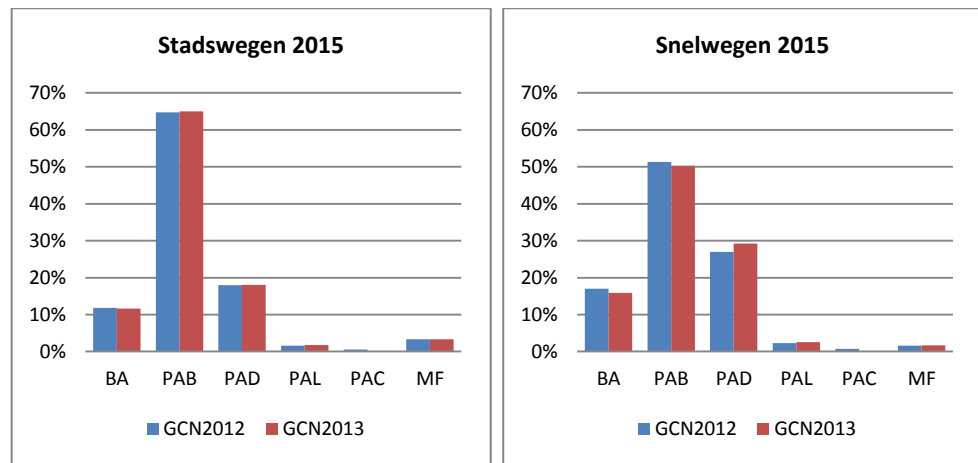 Stadswegen 2015
70%
60%
50%
40%
30%
20%
10%
0%
BA PAB PAD PAL PAC MF
GCN2012 GCN2013
Snelwegen 2015
70%
60%
50%
40%
30%
20%
10%
0%
BA PAB PAD PAL PAC MF
GCN2012 GCN2013